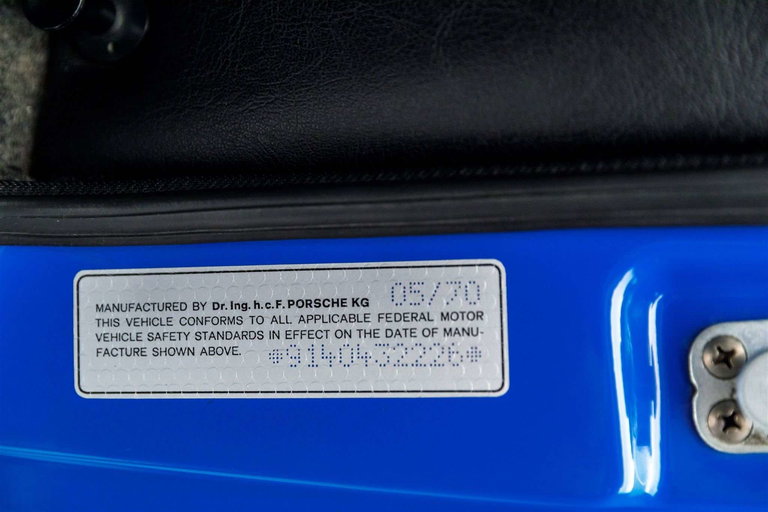 MANUFACTURED BY Dr. Ing. h. c. F. PORSCHE KG 05/70
THIS VEHICLE CONFORMS TO ALL APPLICABLE FEDERAL MOTOR
VEHICLE SAFETY STANDARDS IN EFFECT ON THE DATE OF MANU-
FACTURE SHOWN ABOVE. *9140432226*